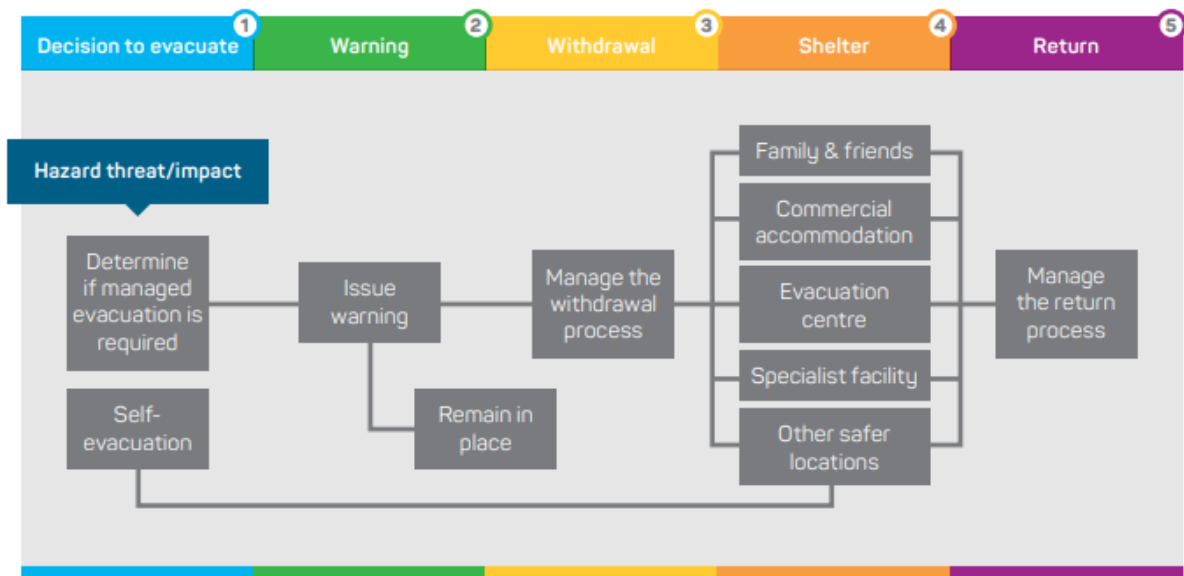 1
2
3
4
5
Decision to evacuate
Warning
Withdrawal
Shelter
Return
Hazard threat/impact
Determine
if managed
evacuation is
required
Self-
evacuation
Issue
warning
Remain in
place
Manage the
withdrawal
process
Family & friends
Commercial
accommodation
Evacuation
centre
Specialist facility
Other safer
locations
Manage
the return
process